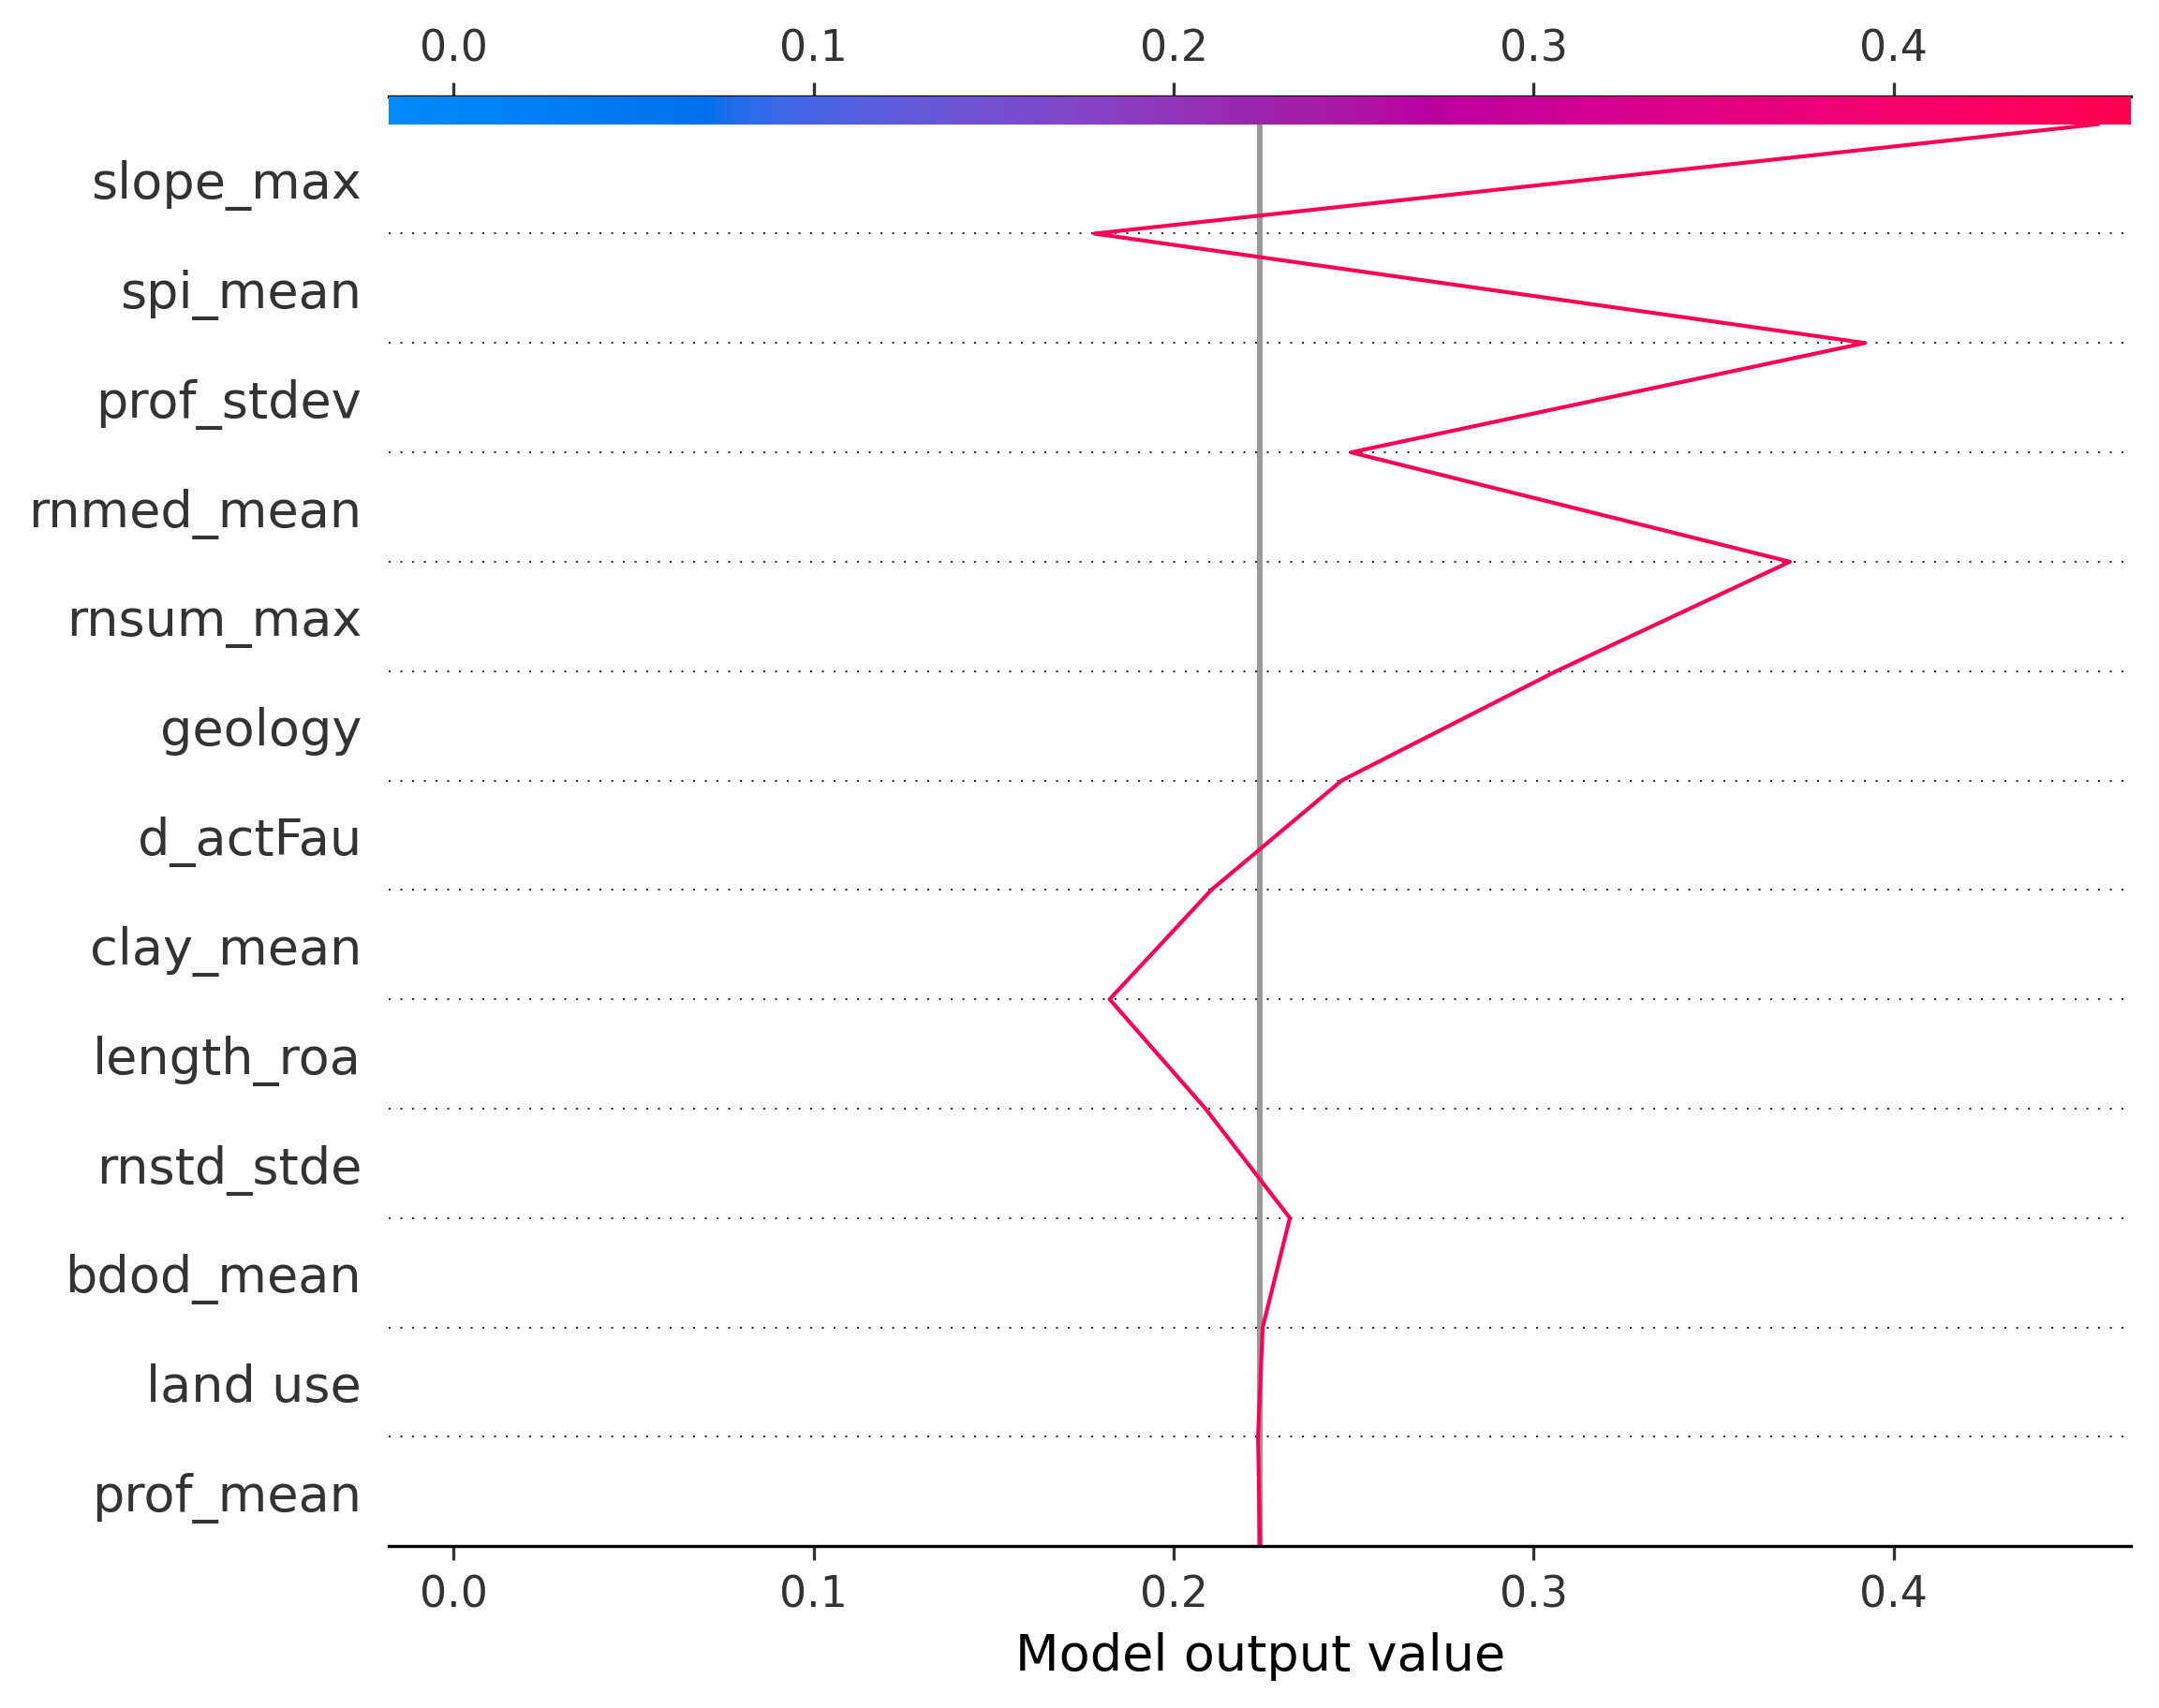 0.0 0.1 0.2 0.3 0.4
slope_max
spi_mean
prof_stdev
rnmed_mean
rnsum_max
geology
d_actFau
clay_mean
length_roa
rnstd_stde
bdod_mean
land use
prof_mean
0.0 0.1 0.2 0.3 0.4
Model output value